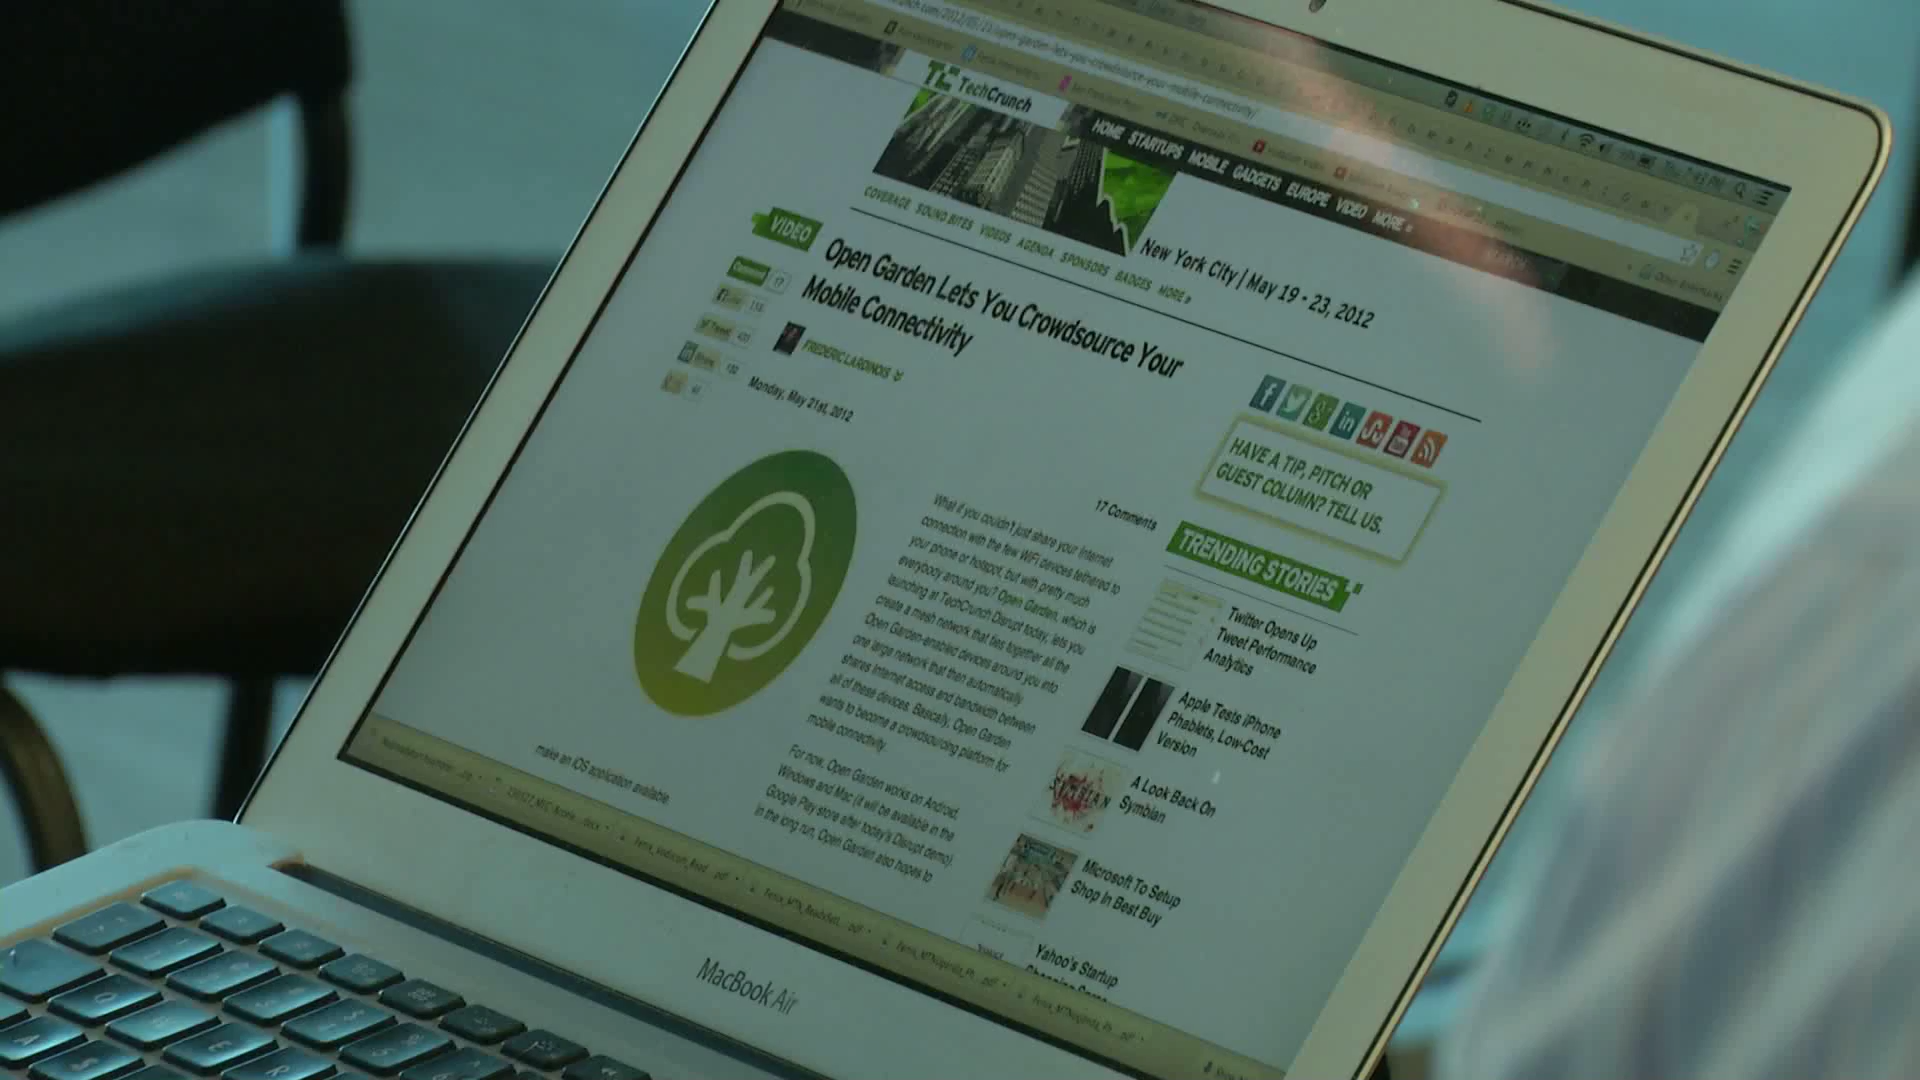 TechCrunch
HOME STARTUPS MOBILE GADGETS EUROPE VIDEO MORE »
COVERAGE SOUND BITES VIDEOS AGENDA SPONSORS BADGES MORE »
New York City | May 19 - 23, 2012
VIDEO
Open Garden Lets You Crowdsource Your
Mobile Connectivity
FREDERIC LARDINOIS
Monday, May 21st, 2012
17 Comments
What if you couldn't just share your Internet
connection with the few WiFi devices tethered to
your phone or hotspot, but with pretty much
everybody around you? Open Garden, which is
launching at TechCrunch Disrupt today, lets you
create a mesh network that ties together all the
Open Garden-enabled devices around you into
one large network that then automatically
shares Internet access and bandwidth between
all of these devices. Basically, Open Garden
wants to become a crowdsourcing platform for
mobile connectivity.
For now, Open Garden works on Android,
Windows and Mac (it will be available in the
Google Play store after today's Disrupt demo).
In the long run, Open Garden also hopes to
make an iOS application available.
HAVE A TIP, PITCH OR
GUEST COLUMN? TELL US.
TRENDING STORIES
Twitter Opens Up
Tweet Performance
Analytics
Apple Tests iPhone
Phablets, Low-Cost
Version
SYMBIAN
A Look Back On
Symbian
Microsoft To Setup
Shop In Best Buy
Yahoo's Startup
MacBook Air
Q
E
A
R